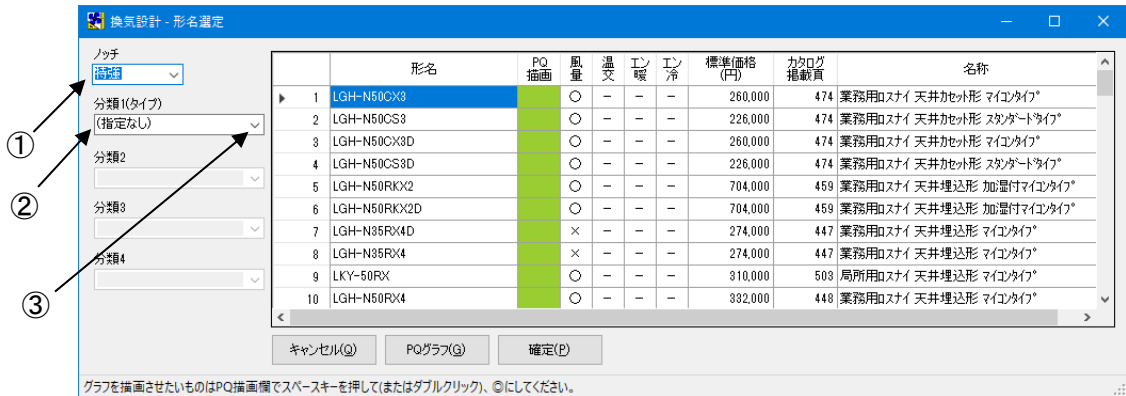 換気設計 - 形名選定
ノッチ
特強
分類1(タイプ)
(指定なし)
分類2
分類3
分類4
①
②
③
形名 PQ描画 風量 温交 エン暖 エン冷 標準価格(円) カタログ掲載頁 名称
1 LGH-N50CX3 ○ - - - 260,000 474 業務用ロスナイ 天井カセット形 マイコンタイプ
2 LGH-N50CS3 ○ - - - 226,000 474 業務用ロスナイ 天井カセット形 スタンダードタイプ
3 LGH-N50CX3D ○ - - - 260,000 474 業務用ロスナイ 天井カセット形 マイコンタイプ
4 LGH-N50CS3D ○ - - - 226,000 474 業務用ロスナイ 天井カセット形 スタンダードタイプ
5 LGH-N50RKX2 ○ - - - 704,000 459 業務用ロスナイ 天井埋込形 加湿付マイコンタイプ
6 LGH-N50RKX2D ○ - - - 704,000 459 業務用ロスナイ 天井埋込形 加湿付マイコンタイプ
7 LGH-N35RX4D × - - - 274,000 447 業務用ロスナイ 天井埋込形 マイコンタイプ
8 LGH-N35RX4 × - - - 274,000 447 業務用ロスナイ 天井埋込形 マイコンタイプ
9 LKY-50RX ○ - - - 310,000 503 局所用ロスナイ 天井埋込形 マイコンタイプ
10 LGH-N50RX4 ○ - - - 332,000 448 業務用ロスナイ 天井埋込形 マイコンタイプ
キャンセル(Q) PQグラフ(G) 確定(P)
グラフを描画させたいものはPQ描画欄でスペースキーを押して(またはダブルクリック)、◎にしてください。